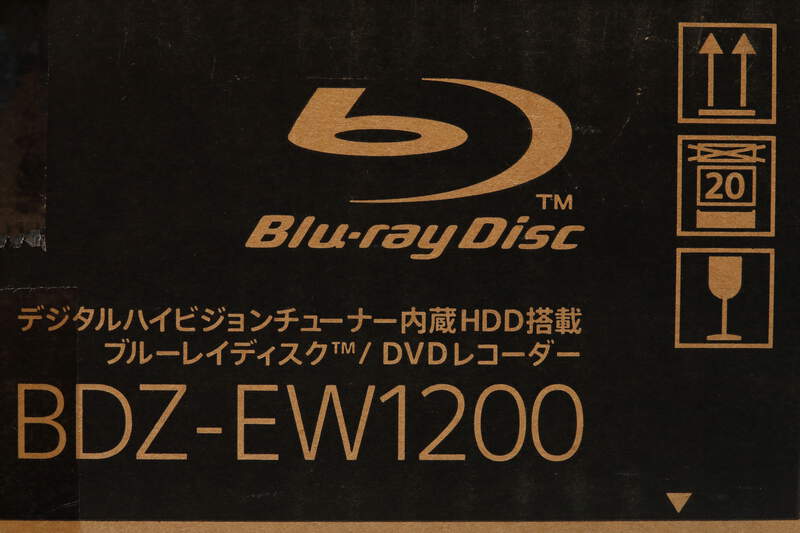 TM
Blu-ray Disc
20
デジタルハイビジョンチューナー内蔵HDD搭載
ブルーレイディスク™/ DVDレコーダー
BDZ-EW1200